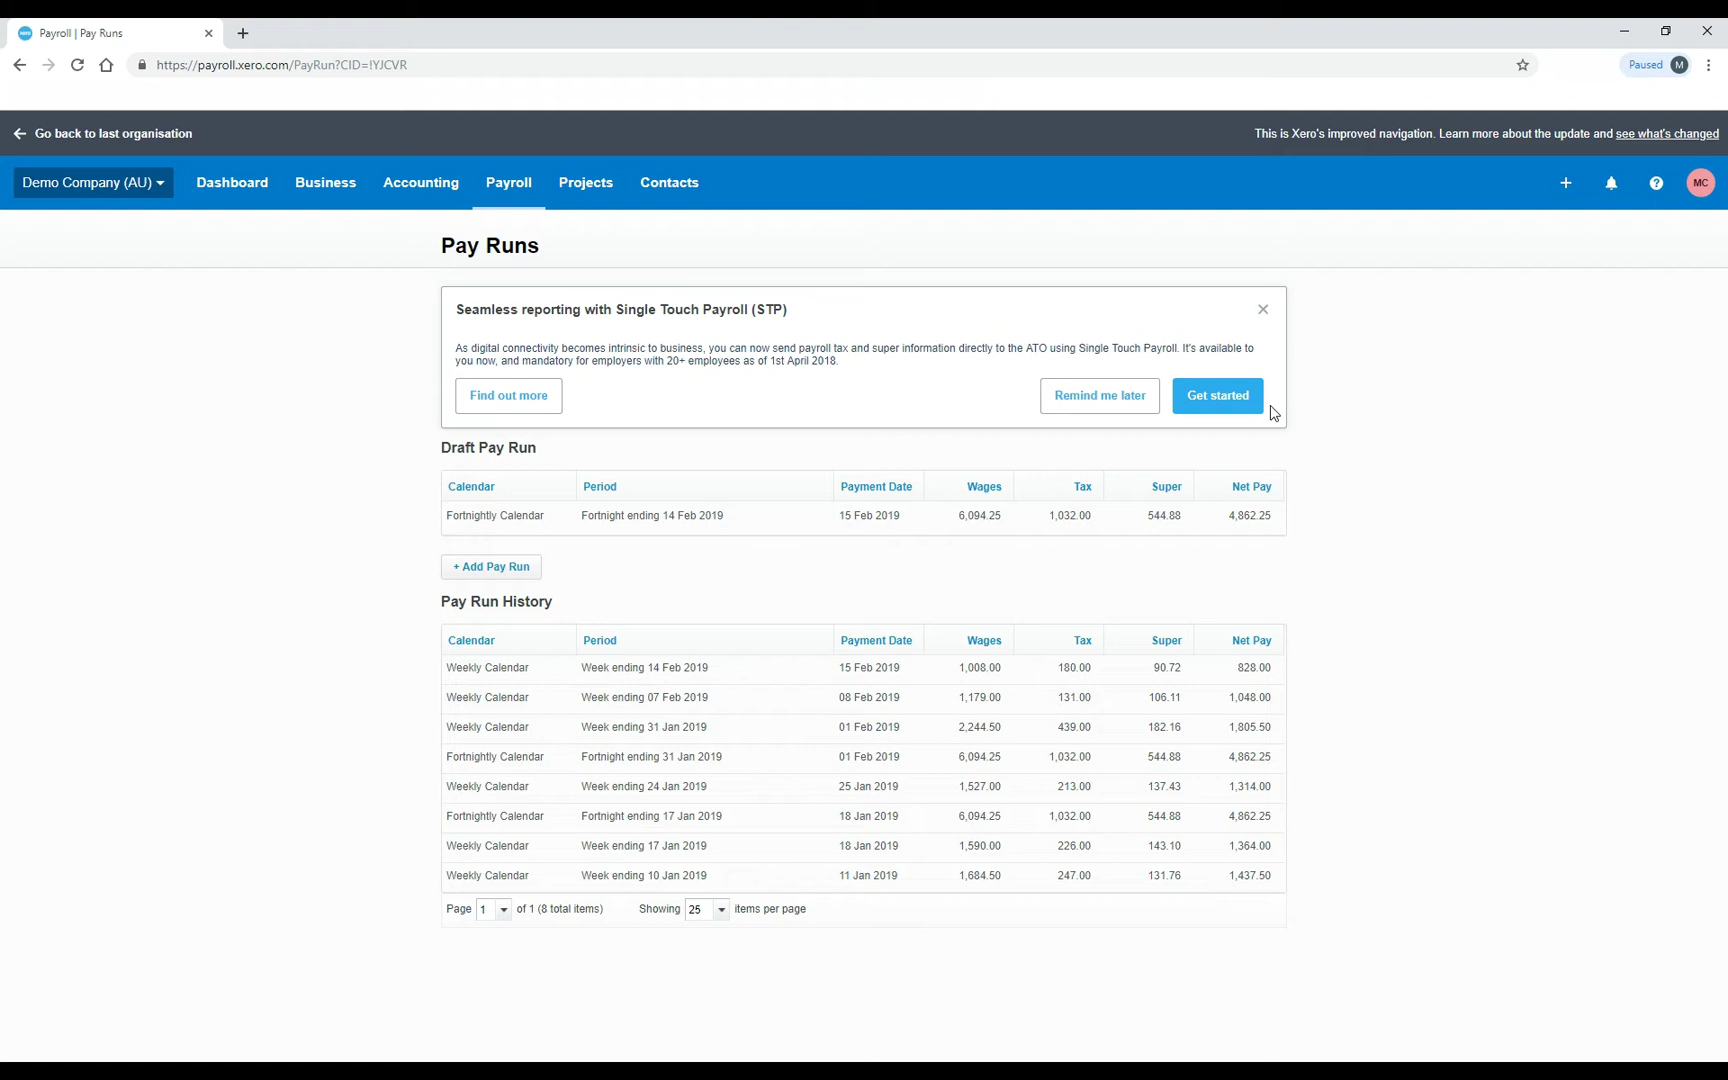 Payroll | Pay Runs
https://payroll.xero.com/PayRun?CID=!YJCVR
Paused M
Go back to last organisation
This is Xero's improved navigation. Learn more about the update and see what's changed
Demo Company (AU) Dashboard Business Accounting Payroll Projects Contacts MC
Pay Runs
Seamless reporting with Single Touch Payroll (STP)
As digital connectivity becomes intrinsic to business, you can now send payroll tax and super information directly to the ATO using Single Touch Payroll. It's available to
you now, and mandatory for employers with 20+ employees as of 1st April 2018.
Find out more Remind me later Get started
Draft Pay Run
Calendar Period Payment Date Wages Tax Super Net Pay
Fortnightly Calendar Fortnight ending 14 Feb 2019 15 Feb 2019 6,094.25 1,032.00 544.88 4,862.25
+ Add Pay Run
Pay Run History
Calendar Period Payment Date Wages Tax Super Net Pay
Weekly Calendar Week ending 14 Feb 2019 15 Feb 2019 1,008.00 180.00 90.72 828.00
Weekly Calendar Week ending 07 Feb 2019 08 Feb 2019 1,179.00 131.00 106.11 1,048.00
Weekly Calendar Week ending 31 Jan 2019 01 Feb 2019 2,244.50 439.00 182.16 1,805.50
Fortnightly Calendar Fortnight ending 31 Jan 2019 01 Feb 2019 6,094.25 1,032.00 544.88 4,862.25
Weekly Calendar Week ending 24 Jan 2019 25 Jan 2019 1,527.00 213.00 137.43 1,314.00
Fortnightly Calendar Fortnight ending 17 Jan 2019 18 Jan 2019 6,094.25 1,032.00 544.88 4,862.25
Weekly Calendar Week ending 17 Jan 2019 18 Jan 2019 1,590.00 226.00 143.10 1,364.00
Weekly Calendar Week ending 10 Jan 2019 11 Jan 2019 1,684.50 247.00 131.76 1,437.50
Page 1 of 1 (8 total items) Showing 25 items per page